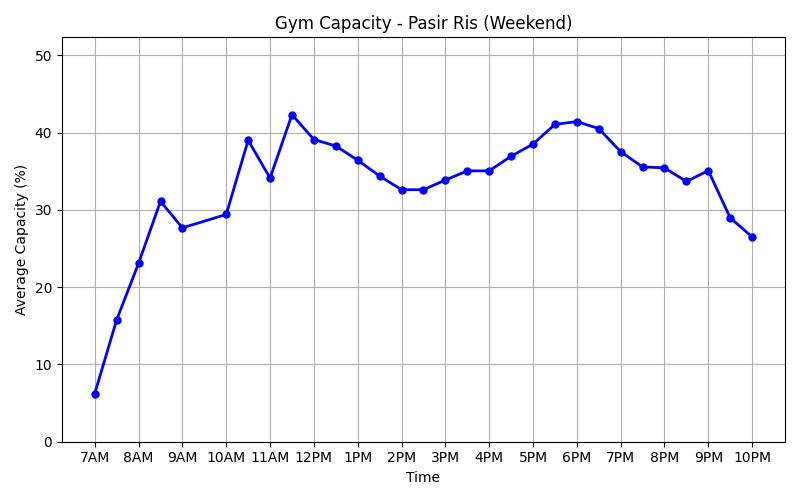 Gym Capacity - Pasir Ris (Weekend)
Average Capacity (%)
50
40
30
20
10
0
7AM 8AM 9AM 10AM 11AM 12PM 1PM 2PM 3PM 4PM 5PM 6PM 7PM 8PM 9PM 10PM
Time